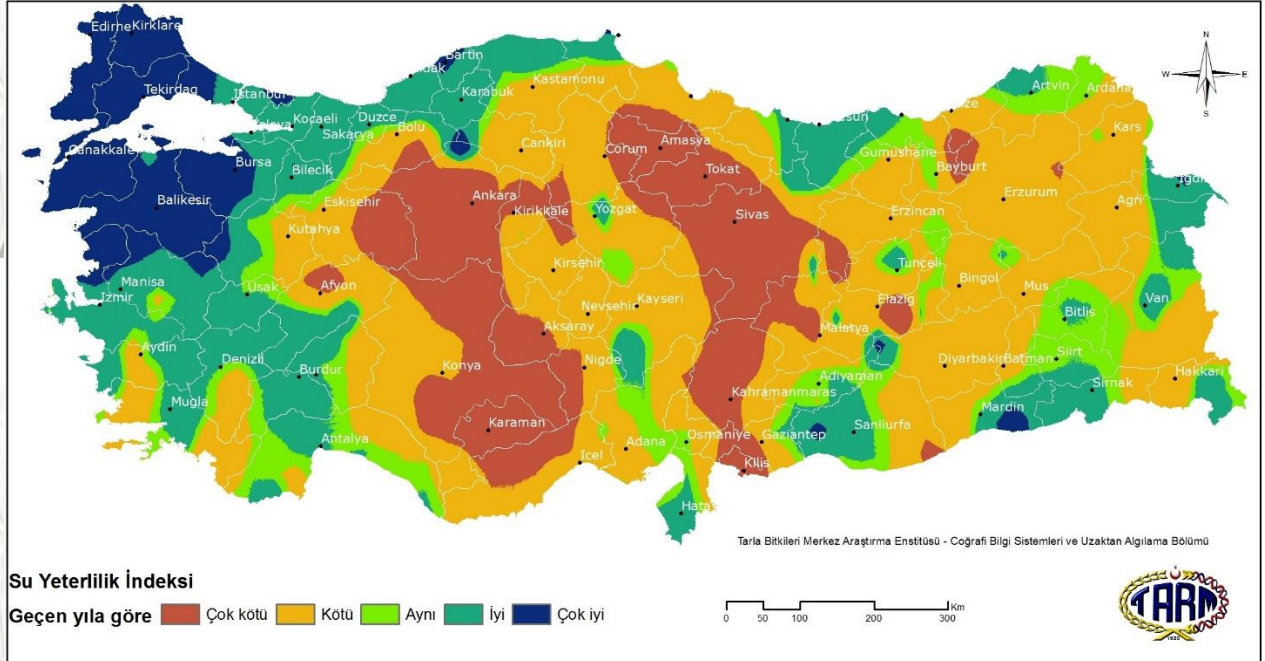 N
W E
S
Edirne Kirklare
Bartin
Tekirdag
Istanbul
Karabuk
Kastamonu
Artvin
Ardaha
Kocaeli
Duzce
Sakarya
Bolu
Kars
Canakkale
Cankiri
Corum
Amasya
Gumushane
Bayburt
Bursa
Bilecik
Tokat
Igdi
Balikesir
Ankara
Kirikkale
Yozgat
Sivas
Erzurum
Agri
Eskisehir
Erzincan
Kutahya
Kirsehir
Tunceli
Bingol
Manisa
Usak
Afyon
Mus
Van
Izmir
Nevsehir
Kayseri
Elazig
Bitlis
Aksaray
Malatya
Aydin
Denizli
Konya
Nigde
Diyarbakir
Batman
Siirt
Burdur
Adiyaman
Hakkari
Mugla
Kahramanmaras
Sirnak
Mardin
Karaman
Sanliurfa
Antalya
Adana
Osmaniye
Gaziantep
Icel
Kilis
Hatay
Tarla Bitkileri Merkez Araştırma Enstitüsü - Coğrafi Bilgi Sistemleri ve Uzaktan Algılama Bölümü
Su Yeterlilik İndeksi
Geçen yıla göre Çok kötü Kötü Aynı İyi Çok iyi
Km
0 50 100 200 300
TARM